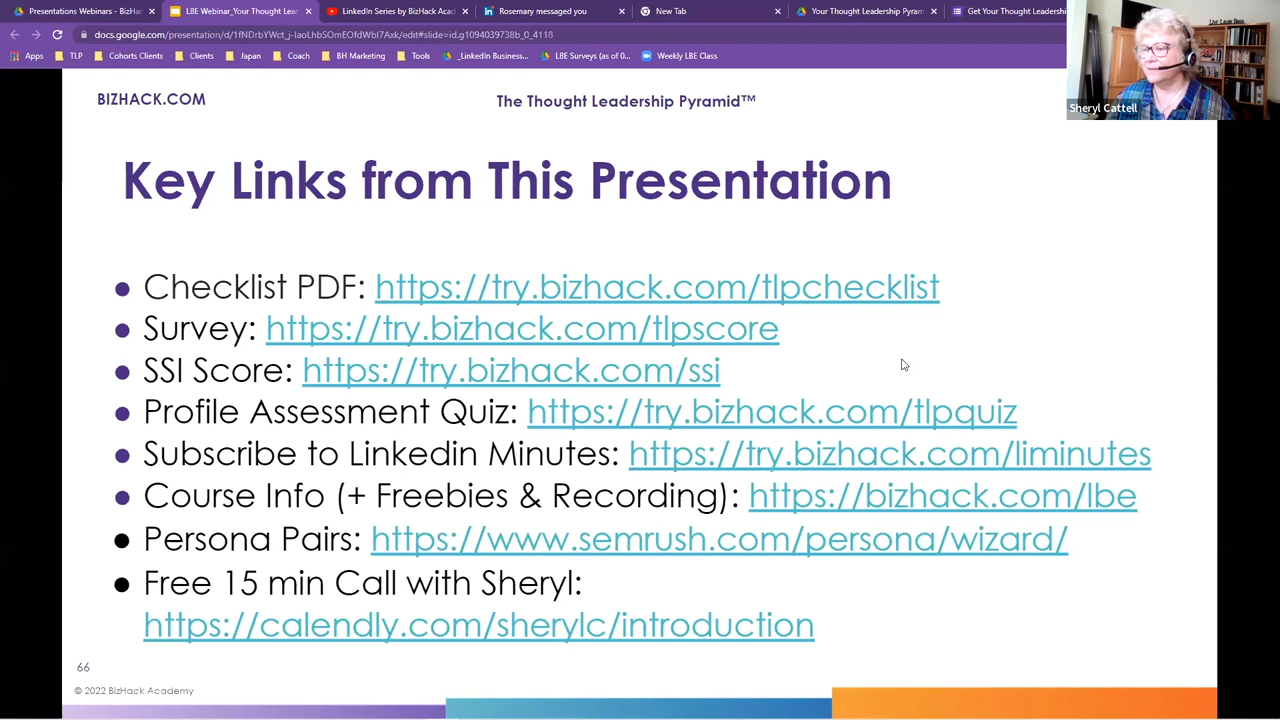 Presentations Webinars - BizHack
LBE Webinar_Your Thought Lea
LinkedIn Series by BizHack Aca
Rosemary messaged you
New Tab
Your Thought Leadership Pyram
Get Your Thought Leadership
docs.google.com/presentation/d/1fNDrbYWct_j-IaoLhbSOmEOfdWbI7Axk/edit#slide=id.g1094039738b_0_4118
Apps TLP Cohorts Clients Clients Japan Coach BH Marketing Tools _LinkedIn Business... LBE Surveys (as of 0... Weekly LBE Class
Sheryl Cattell
BIZHACK.COM
The Thought Leadership Pyramid™
Key Links from This Presentation
● Checklist PDF: https://try.bizhack.com/tlpchecklist
● Survey: https://try.bizhack.com/tlpscore
● SSI Score: https://try.bizhack.com/ssi
● Profile Assessment Quiz: https://try.bizhack.com/tlpquiz
● Subscribe to Linkedin Minutes: https://try.bizhack.com/liminutes
● Course Info (+ Freebies & Recording): https://bizhack.com/lbe
● Persona Pairs: https://www.semrush.com/persona/wizard/
● Free 15 min Call with Sheryl:
https://calendly.com/sherylc/introduction
66
© 2022 BizHack Academy